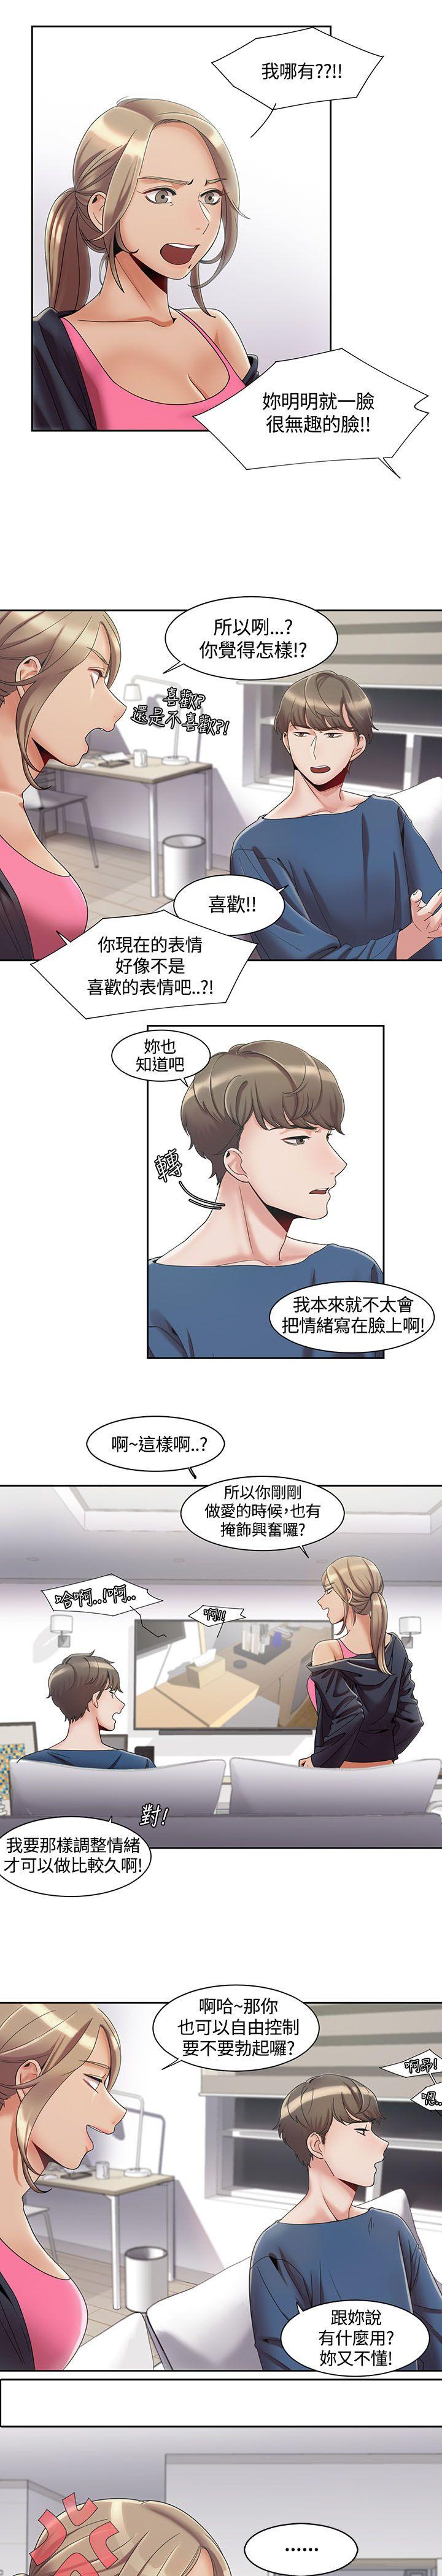 我哪有??!!
妳明明就一臉
很無趣的臉!!
所以咧...?
你覺得怎樣!?
喜歡?
還是不喜歡?!
喜歡!!
你現在的表情
好像不是
喜歡的表情吧..?!
妳也
知道吧
轉
我本來就不太會
把情緒寫在臉上啊!
啊~這樣啊..?
所以你剛剛
做愛的時候,也有
掩飾興奮囉?
哈啊..!啊..
啊!!
對!
我要那樣調整情緒
才可以做比較久啊!
啊哈~那你
也可以自由控制
要不要勃起囉?
啊昂!
嗯..
跟妳說
有什麼用?
妳又不懂!
......